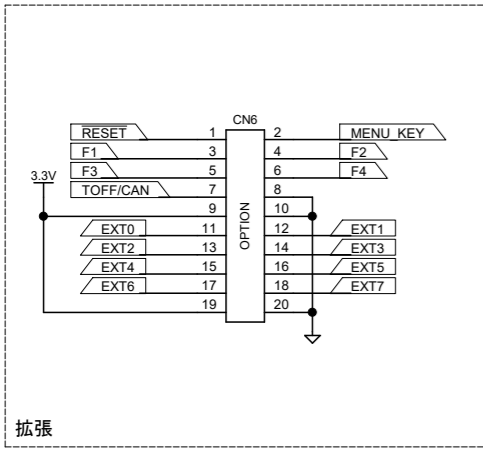 CN6
RESET 1 2 MENU_KEY
F1 3 4 F2
F3 5 6 F4
3.3V
TOFF/CAN 7 8
9 10
EXT0 11 12 EXT1
EXT2 13 14 EXT3
EXT4 15 16 EXT5
EXT6 17 18 EXT7
19 20
OPTION
拡張